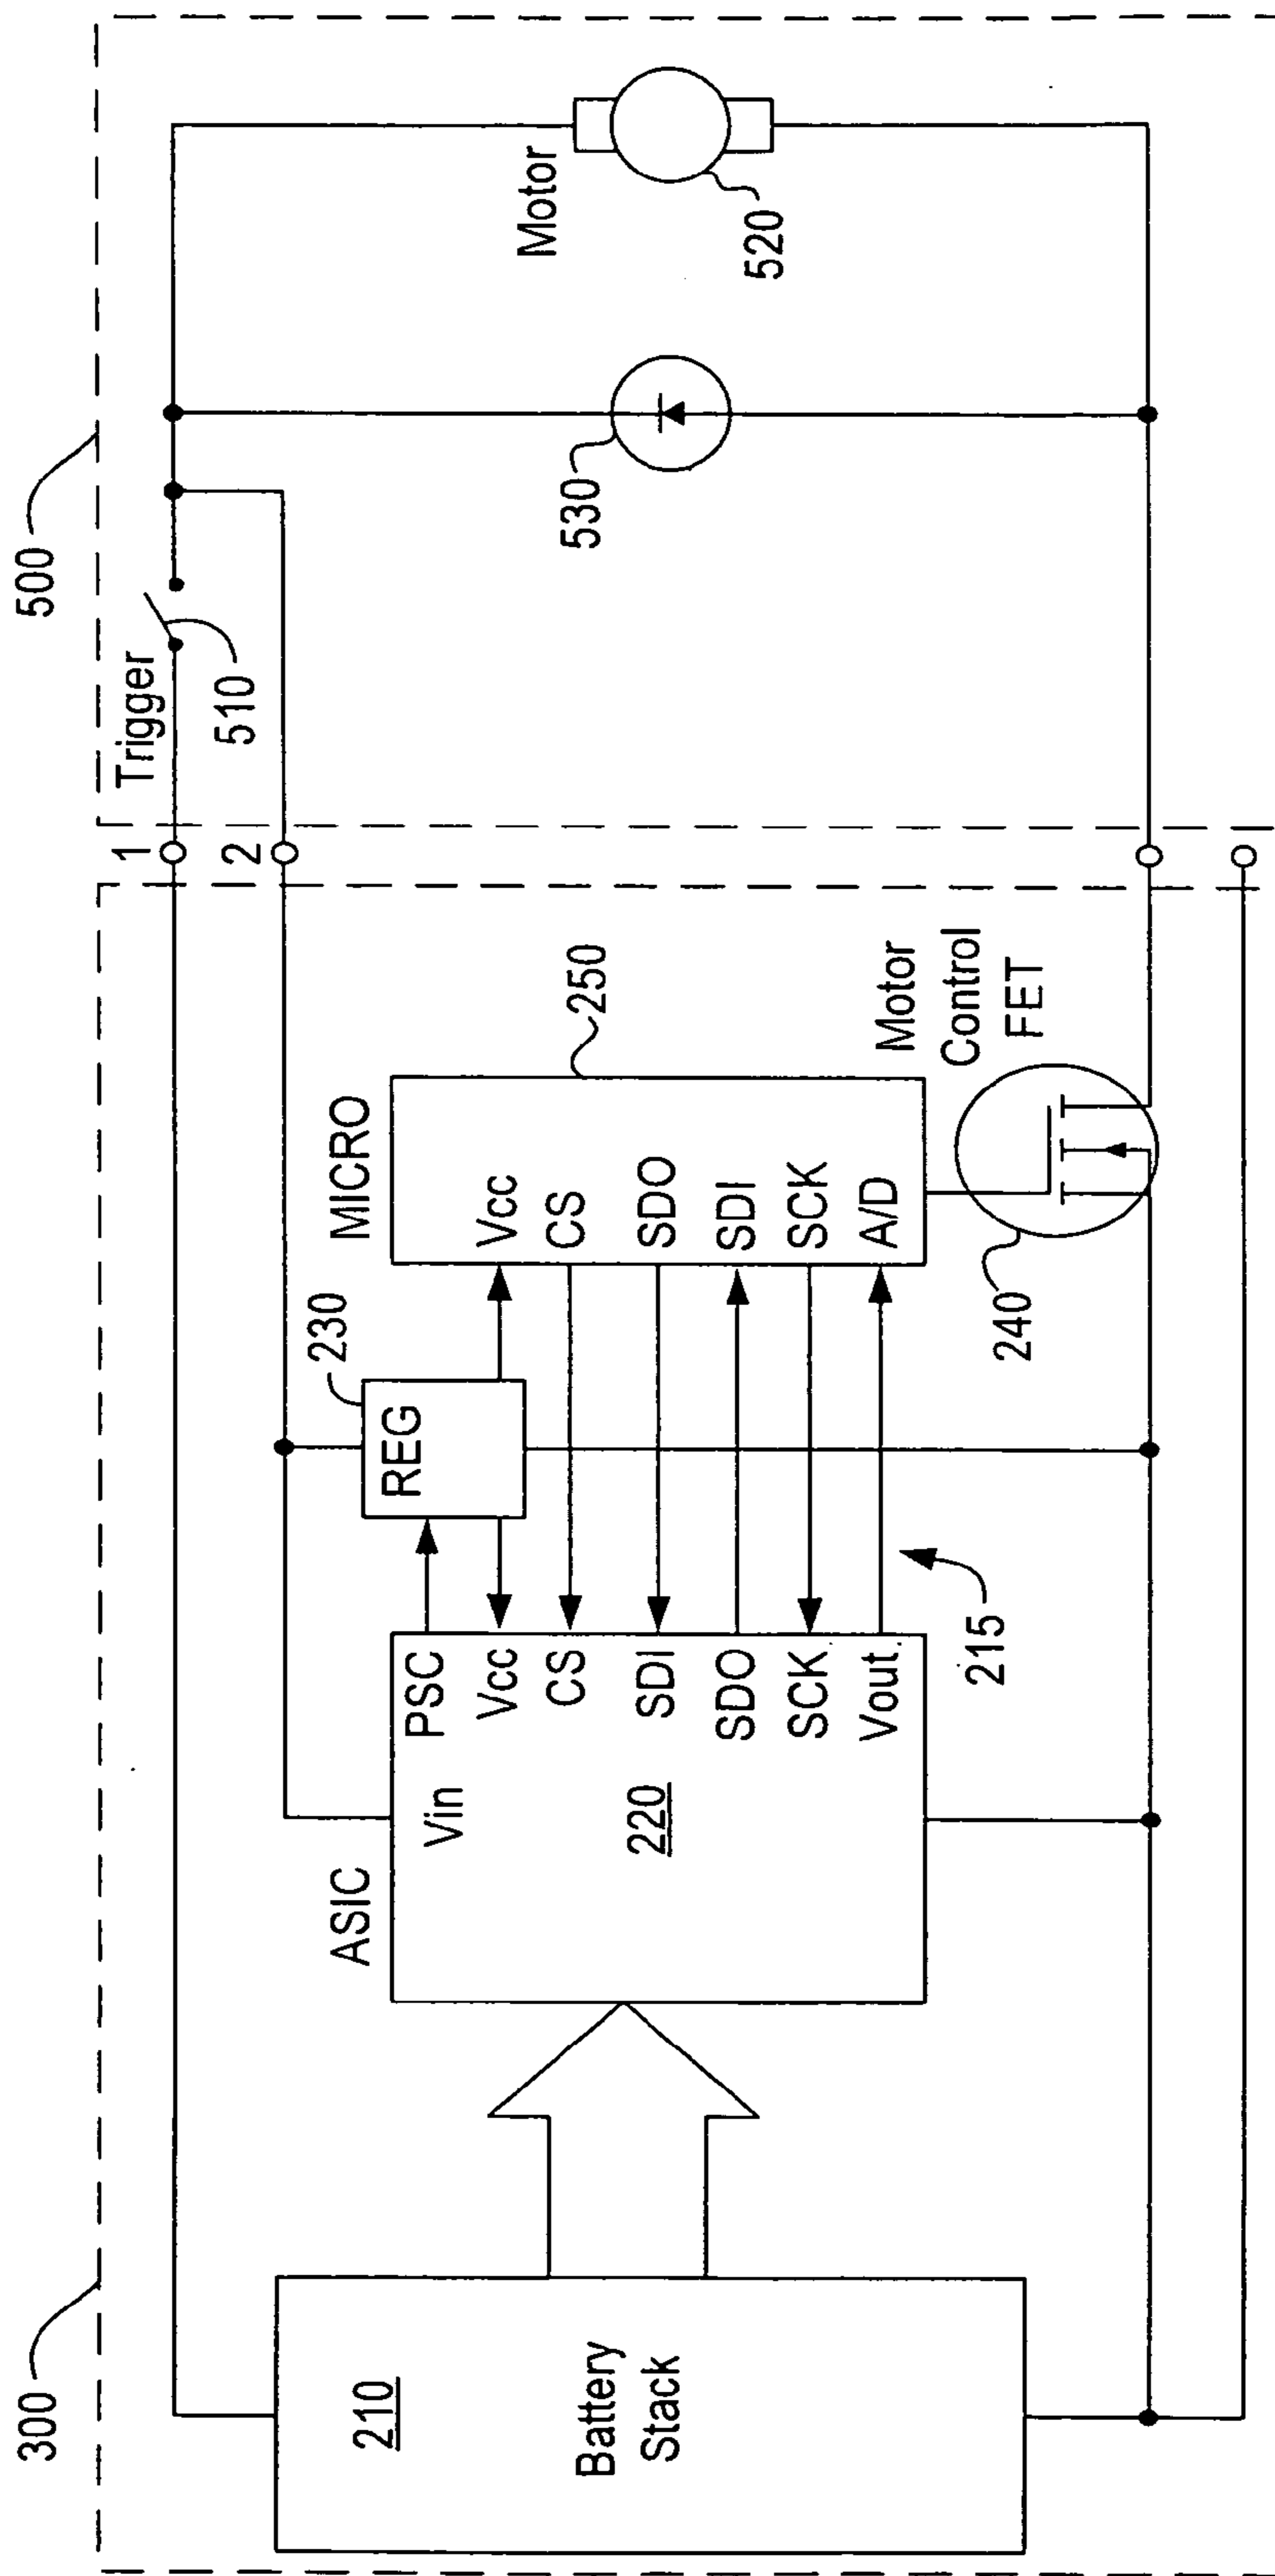 500
300
Trigger
510
1
2
Motor
520
530
210
Battery
Stack
ASIC
Vin
220
PSC
Vcc
CS
SDI
SDO
SCK
Vout
215
REG
230
MICRO
Vcc
CS
SDO
SDI
SCK
A/D
250
Motor
Control
FET
240